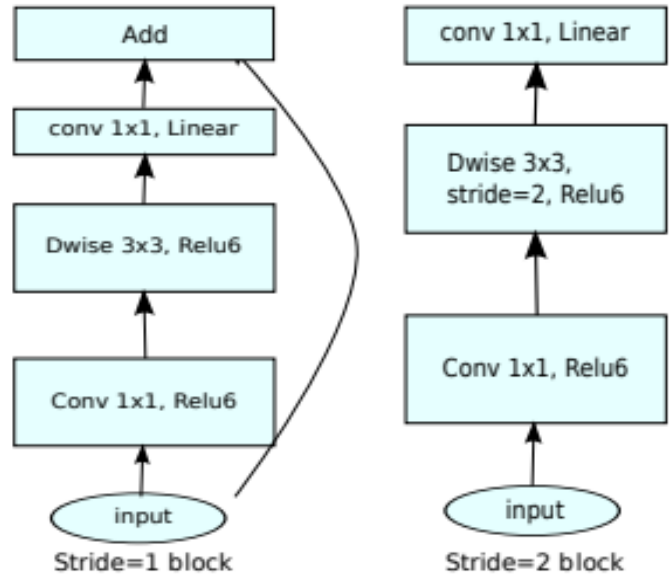 Add
conv 1x1, Linear
Dwise 3x3, Relu6
Conv 1x1, Relu6
input
Stride=1 block
conv 1x1, Linear
Dwise 3x3,
stride=2, Relu6
Conv 1x1, Relu6
input
Stride=2 block